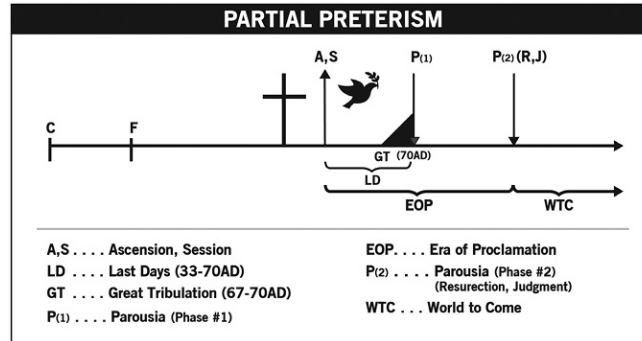 PARTIAL PRETERISM
A,S P(1) P(2) (R,J)
C F
GT (70AD)
LD
EOP WTC
A,S . . . . Ascension, Session
LD . . . . Last Days (33-70AD)
GT . . . . Great Tribulation (67-70AD)
P(1) . . . . Parousia (Phase #1)
EOP. . . . Era of Proclamation
P(2) . . . . Parousia (Phase #2)
(Resurection, Judgment)
WTC . . . World to Come